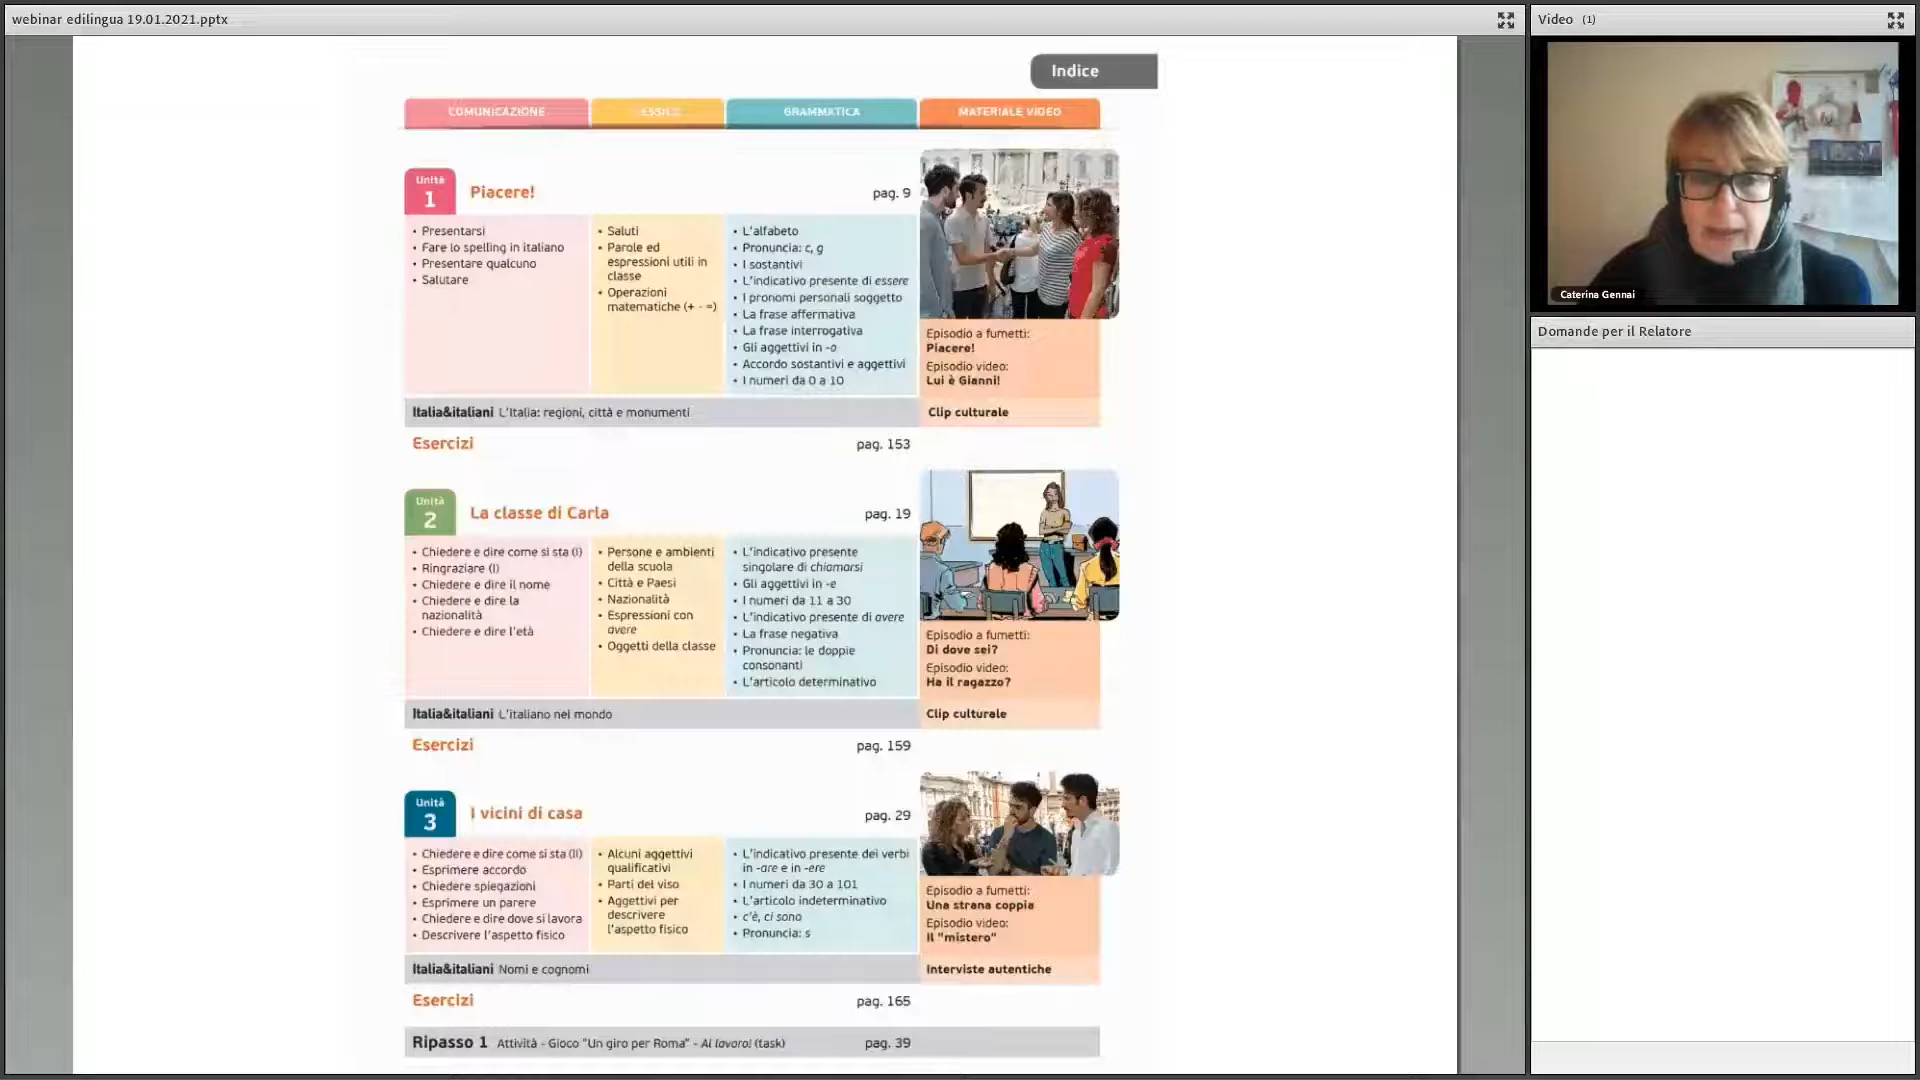 webinar edilingua 19.01.2021.pptx
Indice
COMUNICAZIONE
GRAMMATICA
MATERIALE VIDEO
Unità
1
Piacere!
pag. 9
• Presentarsi
• Fare lo spelling in italiano
• Presentare qualcuno
• Salutare
• Saluti
• Parole ed
espressioni utili in
classe
• Operazioni
matematiche (+ - =)
• L'alfabeto
• Pronuncia: c, g
• I sostantivi
• L'indicativo presente di essere
• I pronomi personali soggetto
• La frase affermativa
• La frase interrogativa
• Gli aggettivi in -o
• Accordo sostantivi e aggettivi
• I numeri da 0 a 10
Episodio a fumetti:
Piacere!
Episodio video:
Lui è Gianni!
Italia&italiani L'Italia: regioni, città e monumenti
Clip culturale
Esercizi
pag. 153
Unità
2
La classe di Carla
pag. 19
• Chiedere e dire come si sta (I)
• Ringraziare (I)
• Chiedere e dire il nome
• Chiedere e dire la
nazionalità
• Chiedere e dire l'età
• Persone e ambienti
della scuola
• Città e Paesi
• Nazionalità
• Espressioni con
avere
• Oggetti della classe
• L'indicativo presente
singolare di chiamarsi
• Gli aggettivi in -e
• I numeri da 11 a 30
• L'indicativo presente di avere
• La frase negativa
• Pronuncia: le doppie
consonanti
• L'articolo determinativo
Episodio a fumetti:
Di dove sei?
Episodio video:
Ha il ragazzo?
Italia&italiani L'italiano nel mondo
Clip culturale
Esercizi
pag. 159
Unità
3
I vicini di casa
pag. 29
• Chiedere e dire come si sta (II)
• Esprimere accordo
• Chiedere spiegazioni
• Esprimere un parere
• Chiedere e dire dove si lavora
• Descrivere l'aspetto fisico
• Alcuni aggettivi
qualificativi
• Parti del viso
• Aggettivi per
descrivere
l'aspetto fisico
• L'indicativo presente dei verbi
in -are e in -ere
• I numeri da 30 a 101
• L'articolo indeterminativo
• c'è, ci sono
• Pronuncia: s
Episodio a fumetti:
Una strana coppia
Episodio video:
Il "mistero"
Italia&italiani Nomi e cognomi
Interviste autentiche
Esercizi
pag. 165
Ripasso 1 Attività - Gioco "Un giro per Roma" - Al lavoro! (task)
pag. 39
Video (1)
Caterina Gennai
Domande per il Relatore